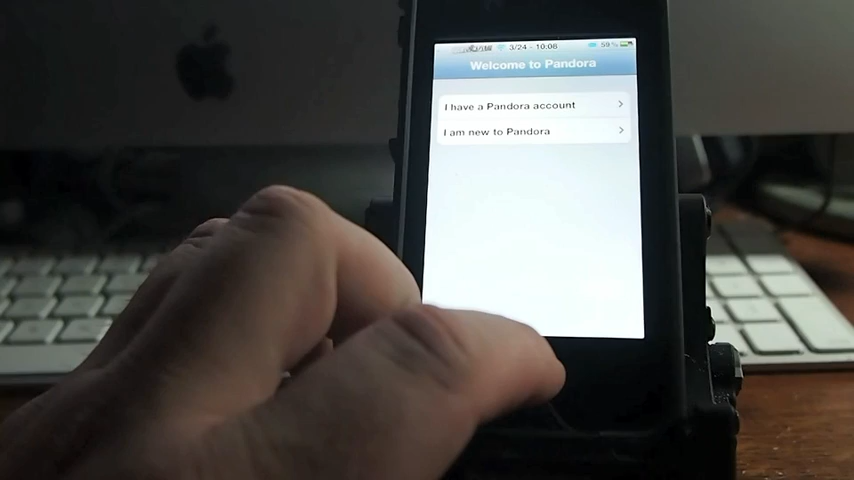 3/24 - 10:06 59%
Welcome to Pandora
I have a Pandora account
I am new to Pandora